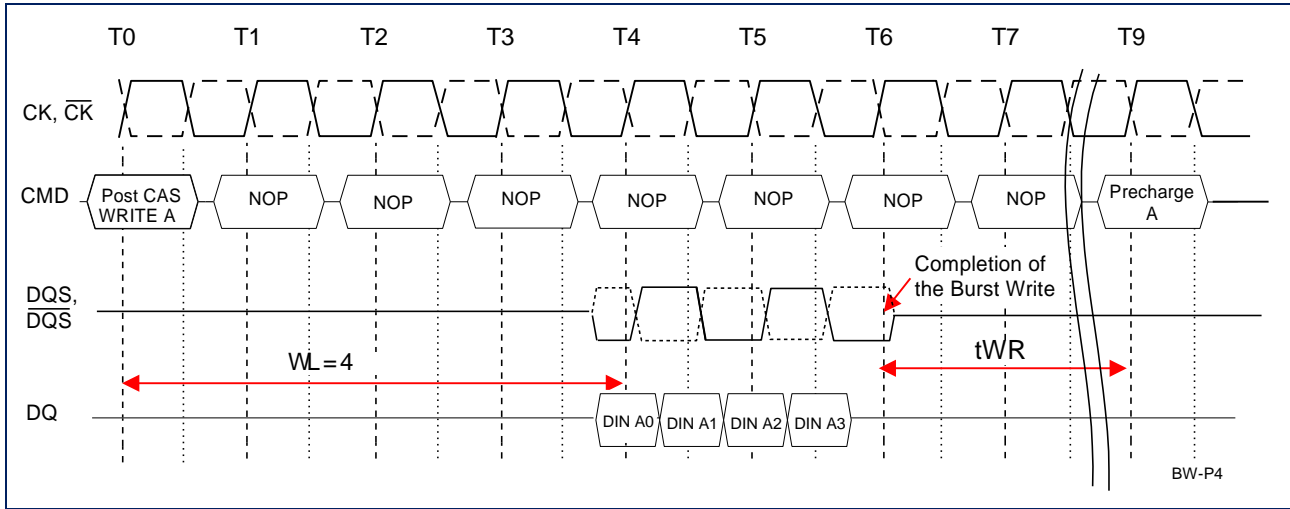 T0 T1 T2 T3 T4 T5 T6 T7 T9
CK, CK
CMD
Post CAS
WRITE A
NOP NOP NOP NOP NOP NOP NOP
Precharge
A
DQS,
DQS
Completion of
the Burst Write
WL=4
tWR
DQ
DIN A0 DIN A1 DIN A2 DIN A3
BW-P4